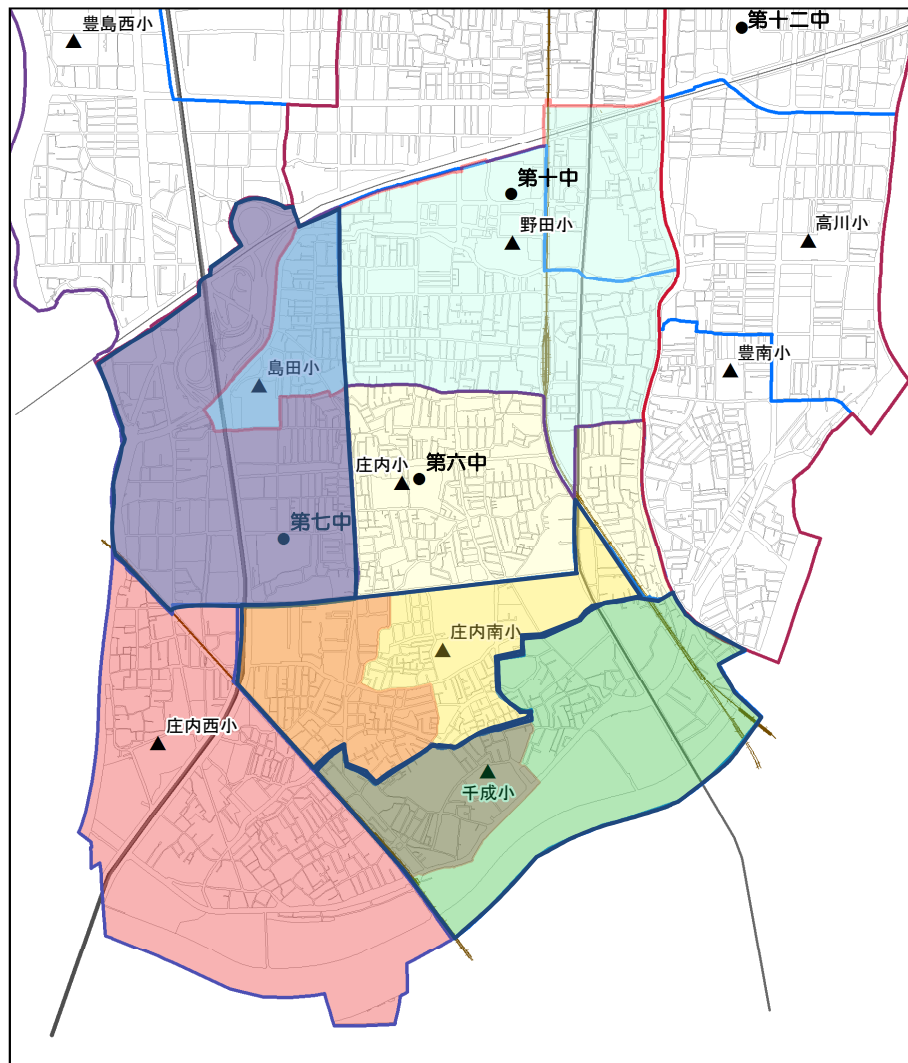 豊島西小
第十二中
第十中
野田小
高川小
豊南小
島田小
庄内小
第六中
第七中
庄内南小
庄内西小
千成小